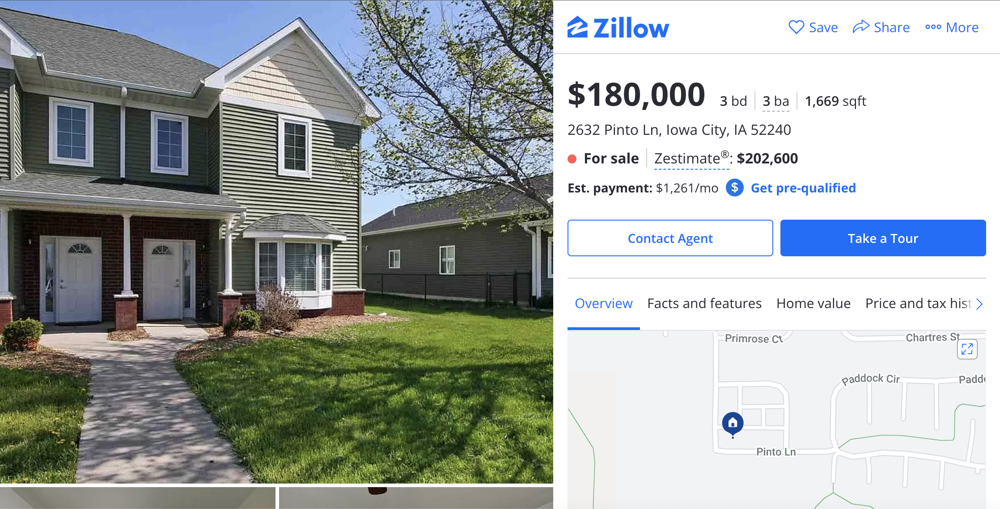 Zillow
Save Share More
$180,000 3 bd 3 ba 1,669 sqft
2632 Pinto Ln, Iowa City, IA 52240
For sale Zestimate®: $202,600
Est. payment: $1,261/mo $ Get pre-qualified
Contact Agent Take a Tour
Overview Facts and features Home value Price and tax hist
Primrose Ct Chartres St
Paddock Cir
Pinto Ln